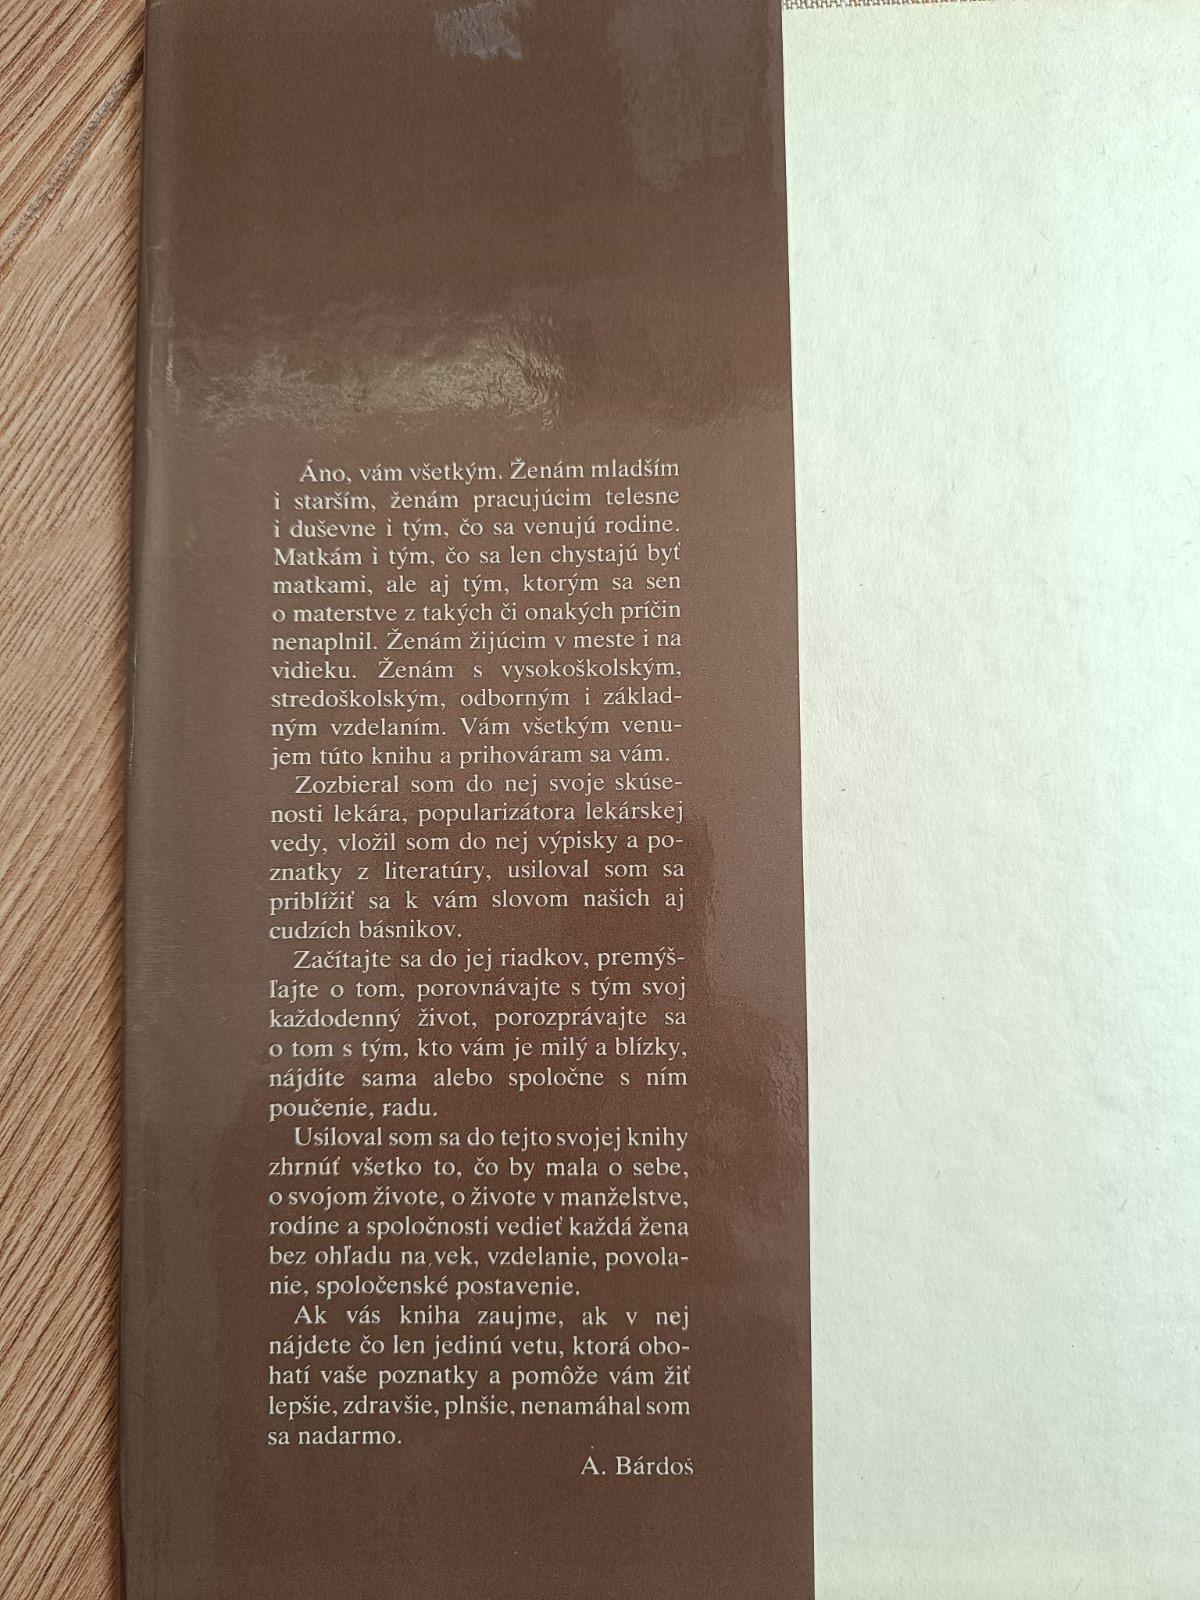 Áno, vám všetkým. Ženám mladším
i starším, ženám pracujúcim telesne
i duševne i tým, čo sa venujú rodine.
Matkám i tým, čo sa len chystajú byť
matkami, ale aj tým, ktorým sa sen
o materstve z takých či onakých príčin
nenaplnil. Ženám žijúcim v meste i na
vidieku. Ženám s vysokoškolským,
stredoškolským, odborným i základ-
ným vzdelaním. Vám všetkým venu-
jem túto knihu a prihováram sa vám.
Zozbieral som do nej svoje skúse-
nosti lekára, popularizátora lekárskej
vedy, vložil som do nej výpisky a po-
znatky z literatúry, usiloval som sa
priblížiť sa k vám slovom našich aj
cudzích básnikov.
Začítajte sa do jej riadkov, premýš-
ľajte o tom, porovnávajte s tým svoj
každodenný život, porozprávajte sa
o tom s tým, kto vám je milý a blízky,
nájdite sama alebo spoločne s ním
poučenie, radu.
Usiloval som sa do tejto svojej knihy
zhrnúť všetko to, čo by mala o sebe,
o svojom živote, o živote v manželstve,
rodine a spoločnosti vedieť každá žena
bez ohľadu na vek, vzdelanie, povola-
nie, spoločenské postavenie.
Ak vás kniha zaujme, ak v nej
nájdete čo len jedinú vetu, ktorá obo-
hatí vaše poznatky a pomôže vám žiť
lepšie, zdravšie, plnšie, nenamáhal som
sa nadarmo.
A. Bárdoš